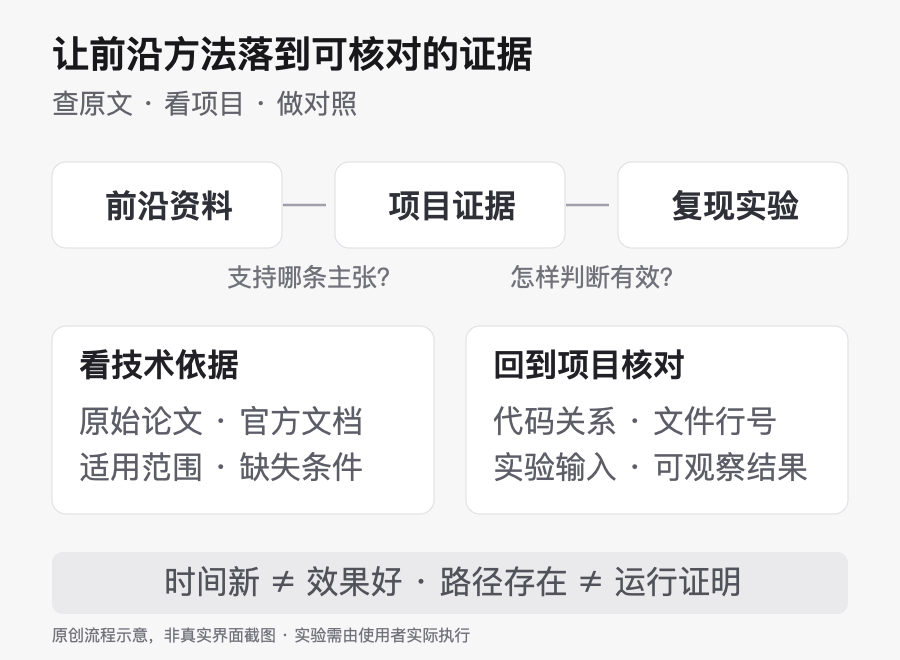 让前沿方法落到可核对的证据
查原文 · 看项目 · 做对照
前沿资料
项目证据
复现实验
支持哪条主张?
怎样判断有效?
看技术依据
原始论文 · 官方文档
适用范围 · 缺失条件
回到项目核对
代码关系 · 文件行号
实验输入 · 可观察结果
时间新 ≠ 效果好 · 路径存在 ≠ 运行证明
原创流程示意，非真实界面截图 · 实验需由使用者实际执行